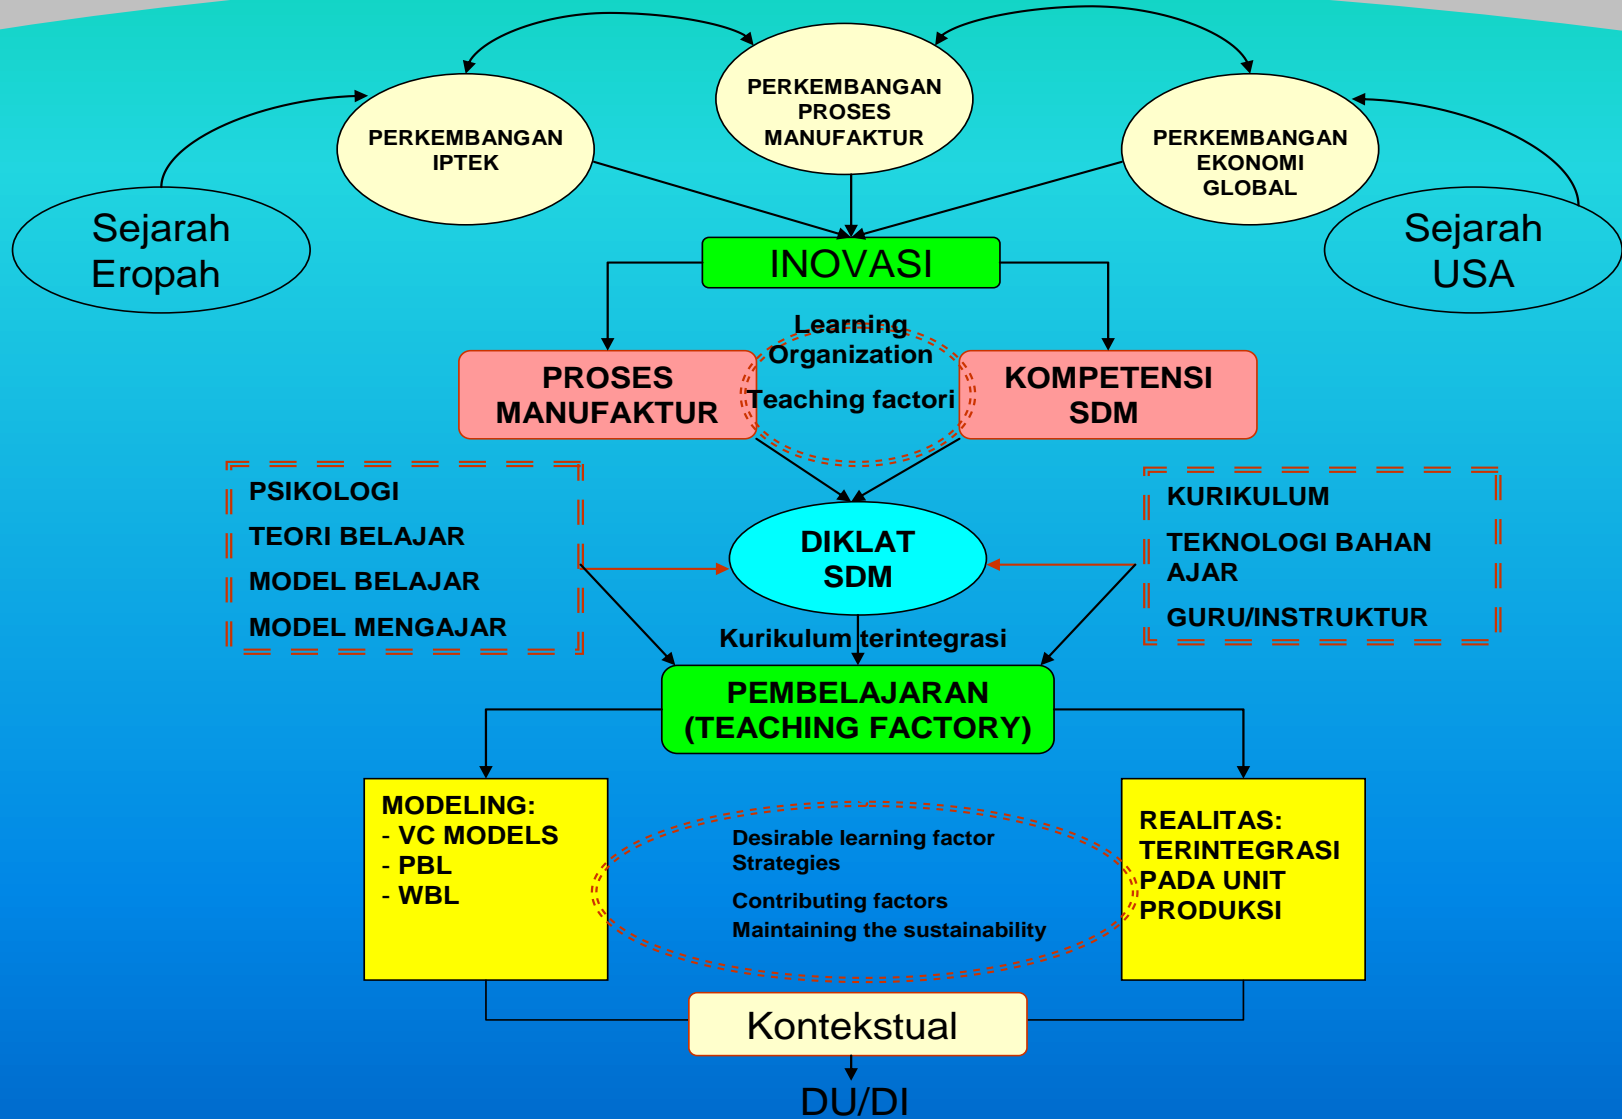 PERKEMBANGAN
PROSES
MANUFAKTUR
PERKEMBANGAN
IPTEK
PERKEMBANGAN
EKONOMI
GLOBAL
Sejarah
Eropah
Sejarah
USA
INOVASI
Learning
Organization
Teaching factori
PROSES
MANUFAKTUR
KOMPETENSI
SDM
PSIKOLOGI
TEORI BELAJAR
MODEL BELAJAR
MODEL MENGAJAR
DIKLAT
SDM
KURIKULUM
TEKNOLOGI BAHAN
AJAR
GURU/INSTRUKTUR
Kurikulum terintegrasi
PEMBELAJARAN
(TEACHING FACTORY)
MODELING:
- VC MODELS
- PBL
- WBL
Desirable learning factor
Strategies
Contributing factors
Maintaining the sustainability
REALITAS:
TERINTEGRASI
PADA UNIT
PRODUKSI
Kontekstual
DU/DI